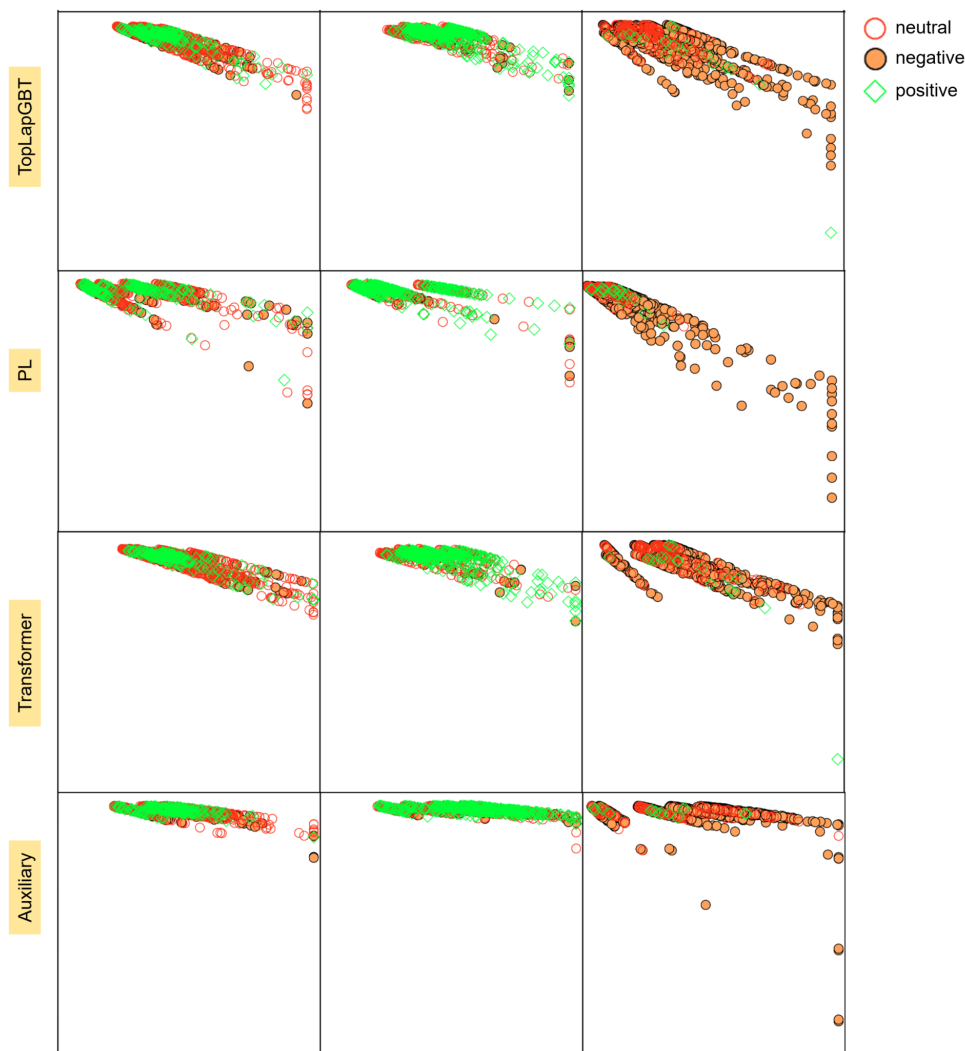 neutral
negative
positive
TopLapGBT
PL
Transformer
Auxiliary